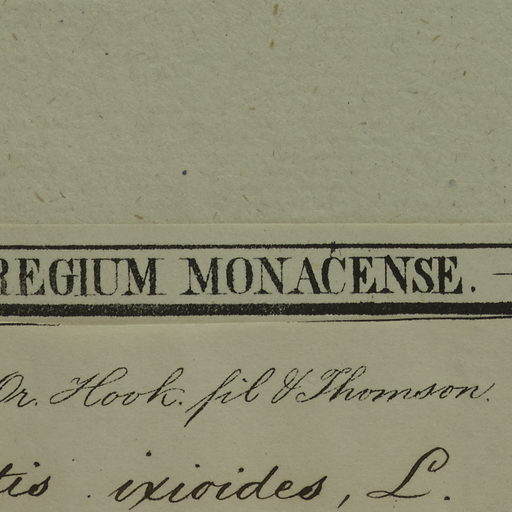 REGIUM MONACENSE. —
Dr. Hook. fil & Thomson.
tis . ixioides, L.